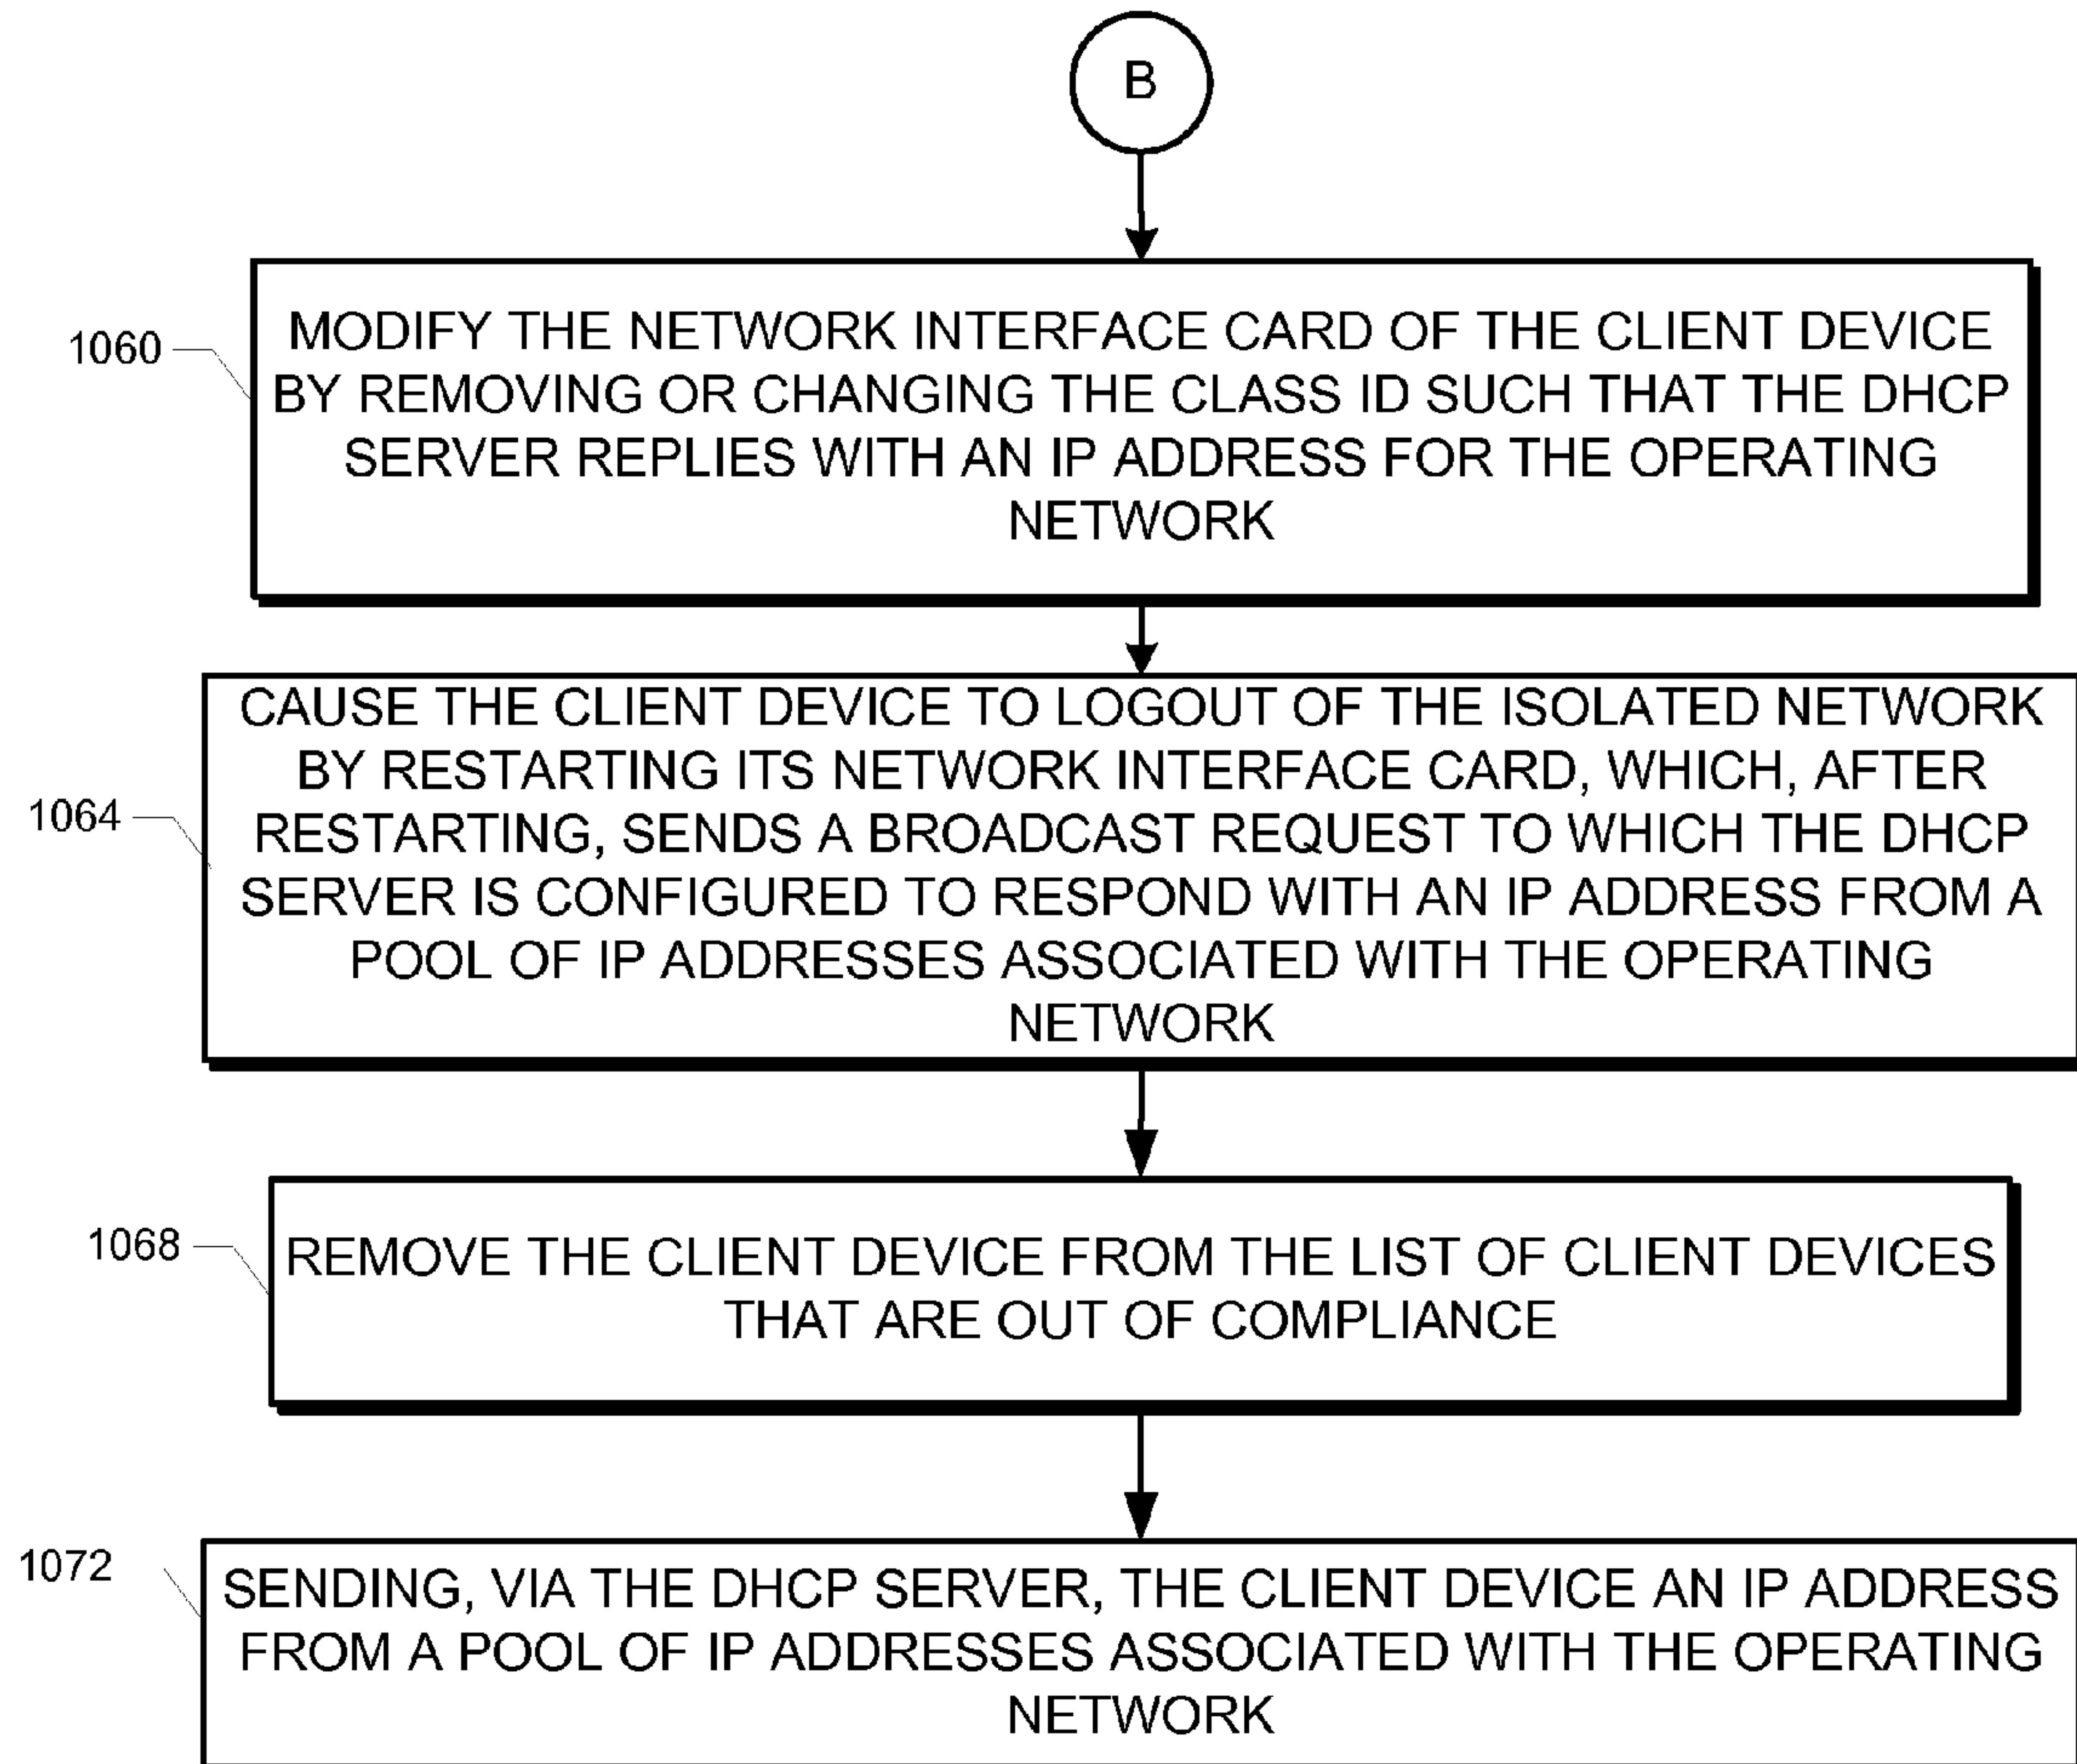 B
1060
MODIFY THE NETWORK INTERFACE CARD OF THE CLIENT DEVICE
BY REMOVING OR CHANGING THE CLASS ID SUCH THAT THE DHCP
SERVER REPLIES WITH AN IP ADDRESS FOR THE OPERATING
NETWORK
1064
CAUSE THE CLIENT DEVICE TO LOGOUT OF THE ISOLATED NETWORK
BY RESTARTING ITS NETWORK INTERFACE CARD, WHICH, AFTER
RESTARTING, SENDS A BROADCAST REQUEST TO WHICH THE DHCP
SERVER IS CONFIGURED TO RESPOND WITH AN IP ADDRESS FROM A
POOL OF IP ADDRESSES ASSOCIATED WITH THE OPERATING
NETWORK
1068
REMOVE THE CLIENT DEVICE FROM THE LIST OF CLIENT DEVICES
THAT ARE OUT OF COMPLIANCE
1072
SENDING, VIA THE DHCP SERVER, THE CLIENT DEVICE AN IP ADDRESS
FROM A POOL OF IP ADDRESSES ASSOCIATED WITH THE OPERATING
NETWORK